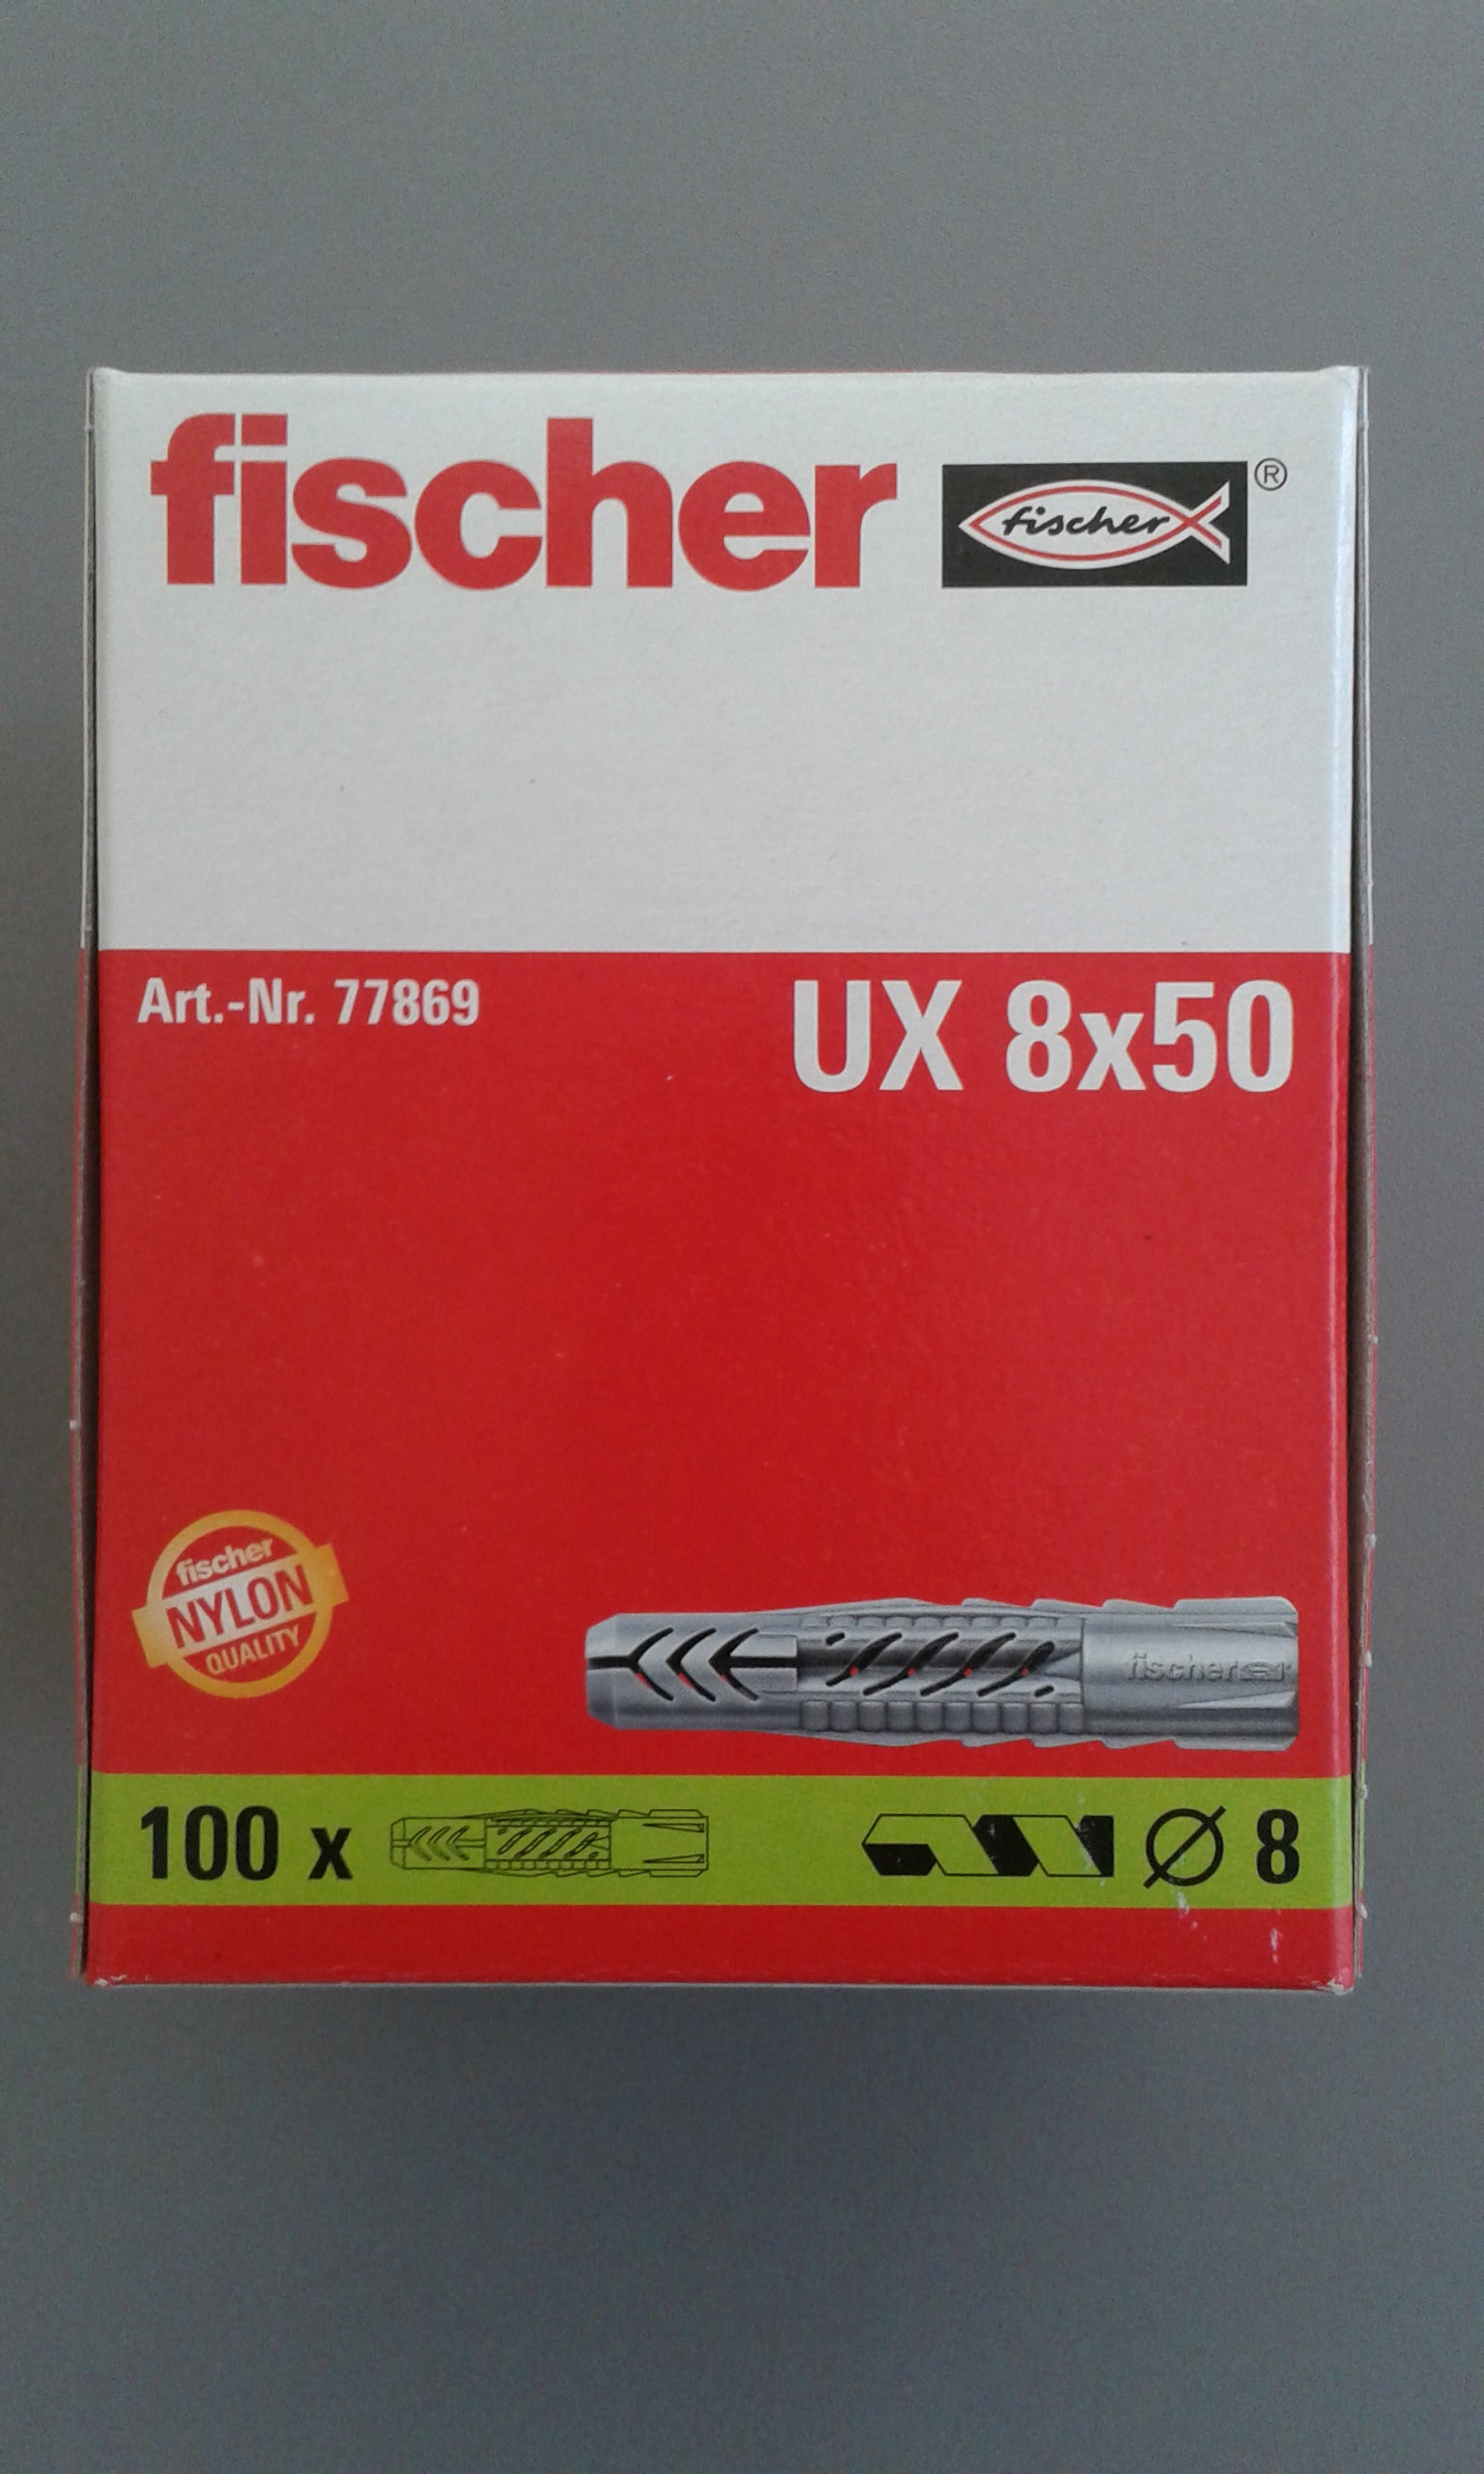 fischer
fischer ®
Art.-Nr. 77869
UX 8x50
fischer
NYLON
QUALITY
fischer
100 x
Ø 8